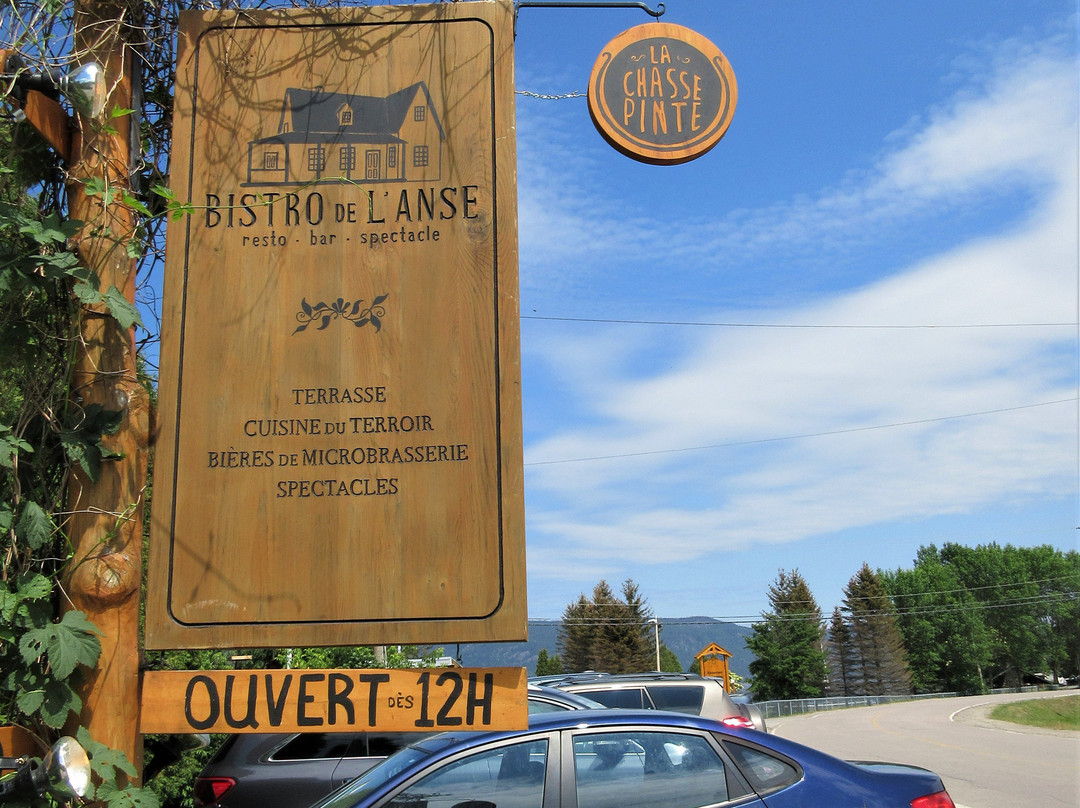 LA
CHASSE
PINTE
BISTRO DE L'ANSE
resto · bar · spectacle
TERRASSE
CUISINE DU TERROIR
BIÈRES DE MICROBRASSERIE
SPECTACLES
OUVERT DÈS 12H